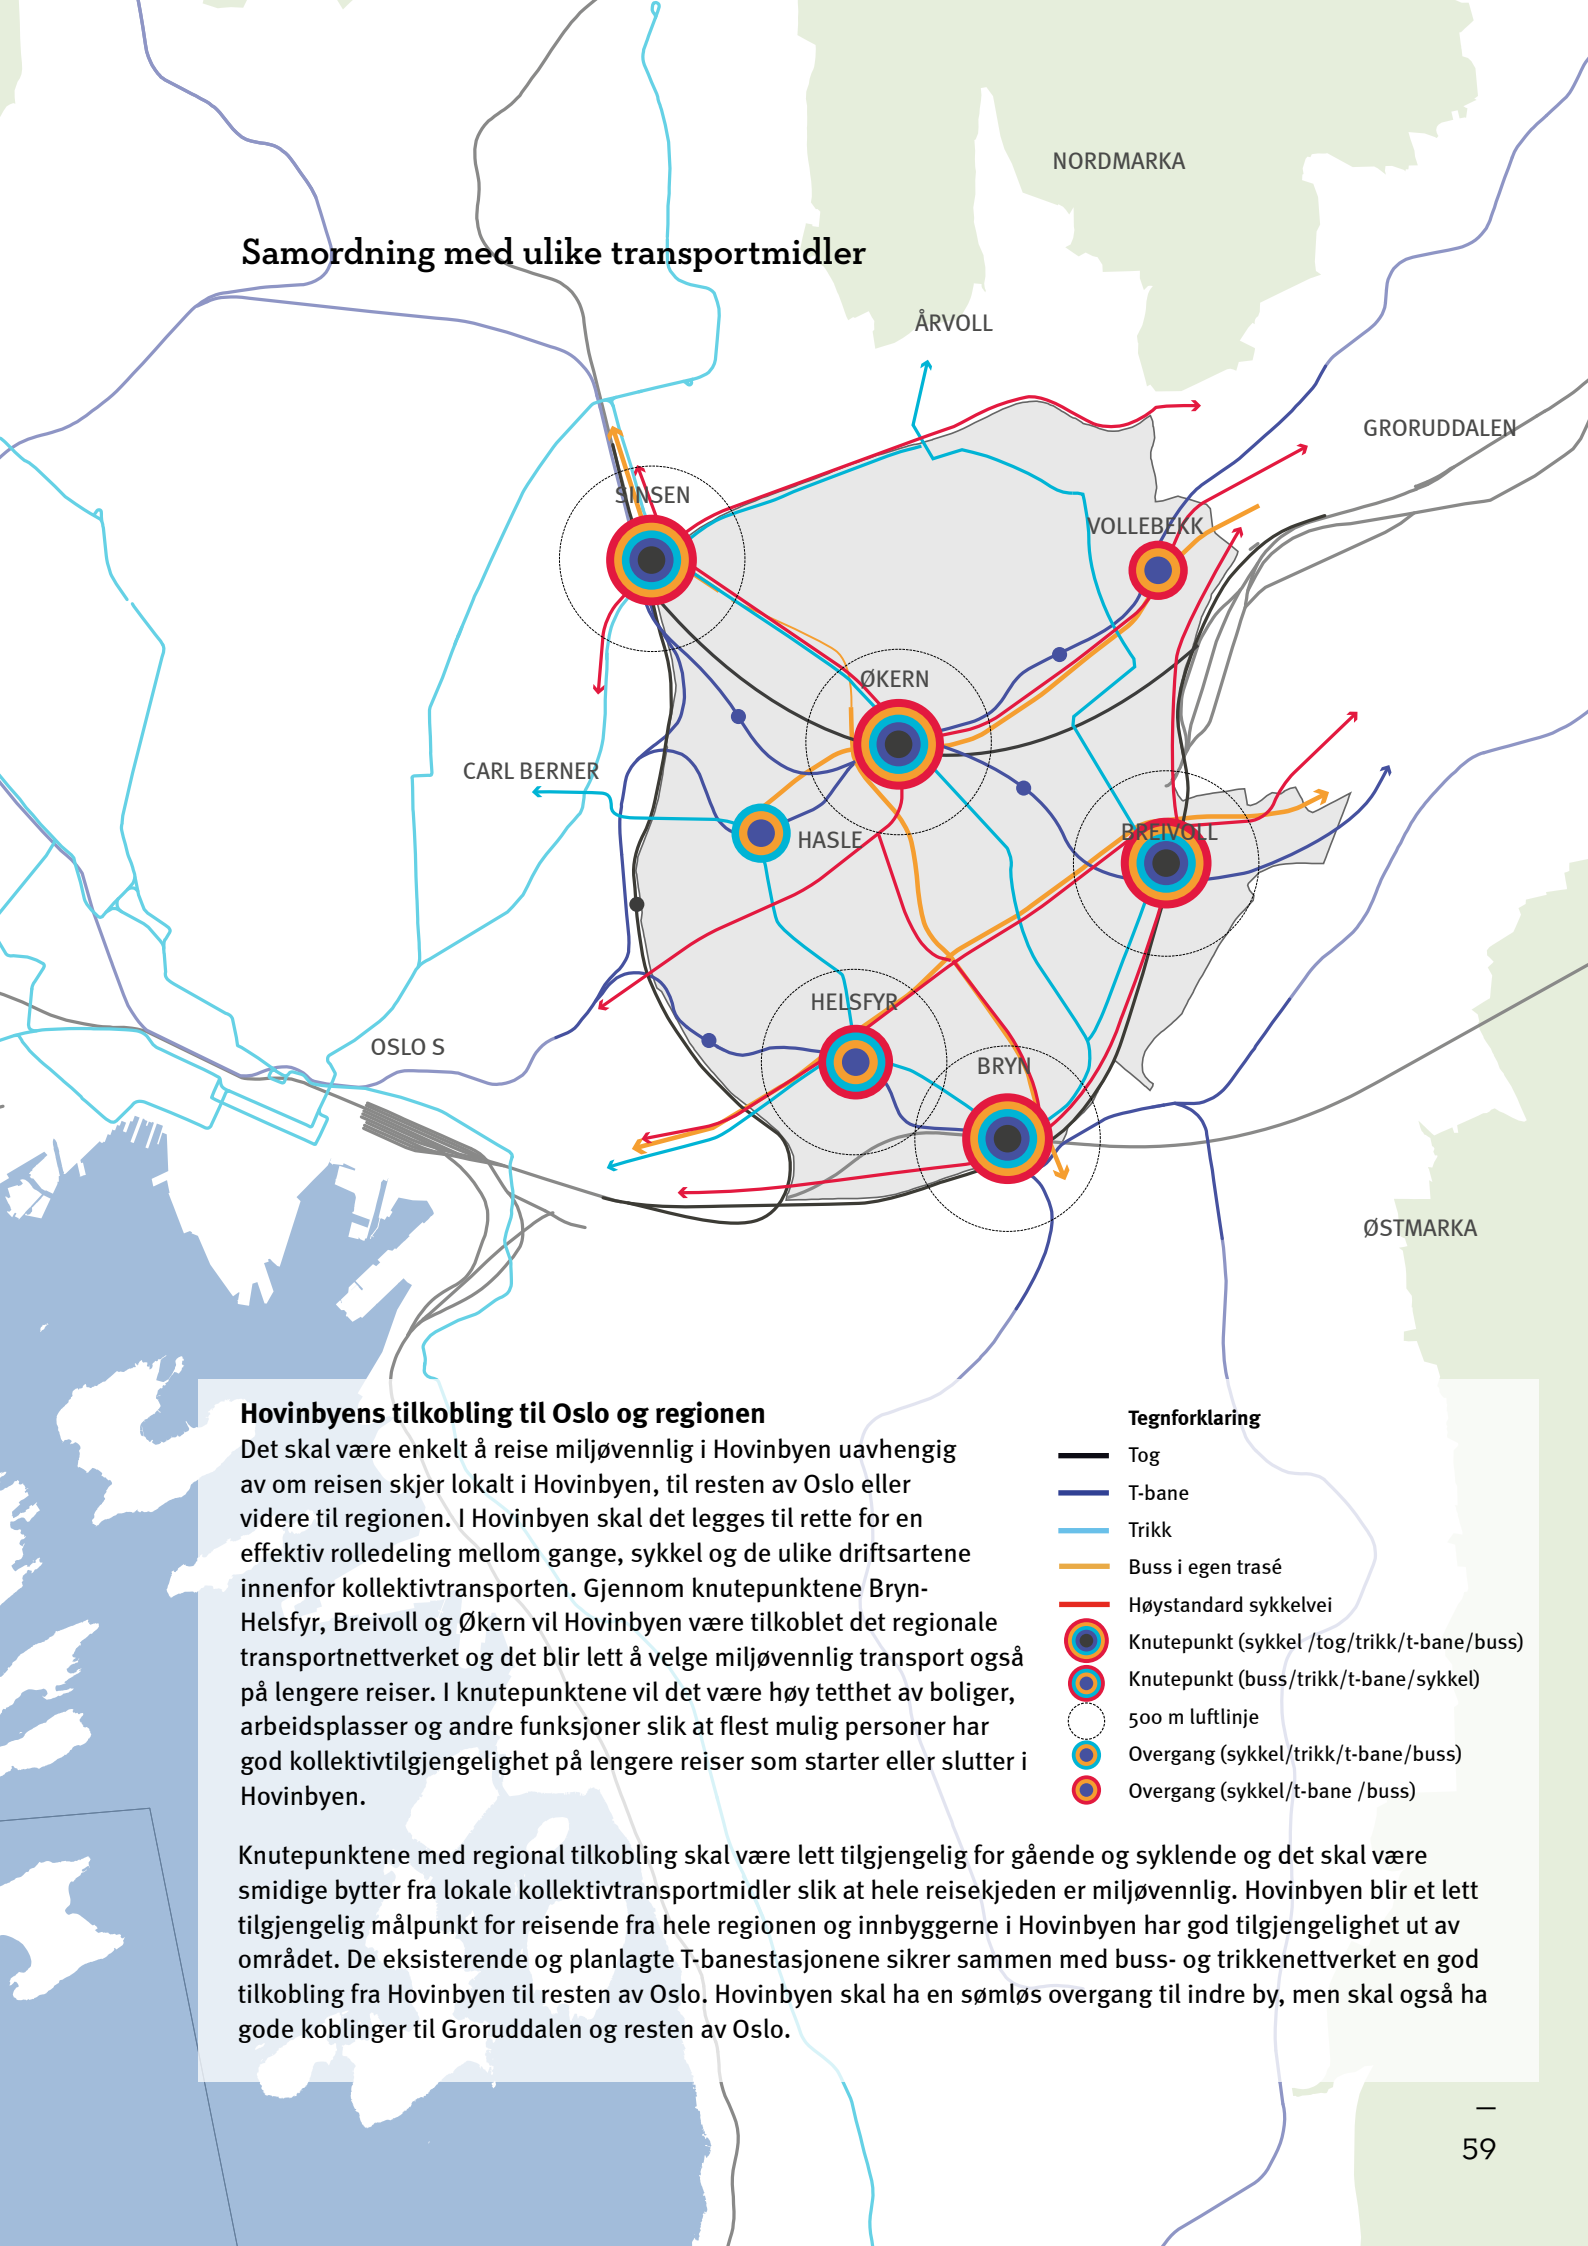 NORDMARKA
Samordning med ulike transportmidler
ÅRVOLL
GRORUDDALEN
SINSEN
VOLLEBEKK
ØKERN
CARL BERNER
HASLE
BREIVOLL
HELSFYR
OSLO S
BRYN
ØSTMARKA
Hovinbyens tilkobling til Oslo og regionen
Det skal være enkelt å reise miljøvennlig i Hovinbyen uavhengig
av om reisen skjer lokalt i Hovinbyen, til resten av Oslo eller
videre til regionen. I Hovinbyen skal det legges til rette for en
effektiv rolledeling mellom gange, sykkel og de ulike driftsartene
innenfor kollektivtransporten. Gjennom knutepunktene Bryn-
Helsfyr, Breivoll og Økern vil Hovinbyen være tilkoblet det regionale
transportnettverket og det blir lett å velge miljøvennlig transport også
på lengere reiser. I knutepunktene vil det være høy tetthet av boliger,
arbeidsplasser og andre funksjoner slik at flest mulig personer har
god kollektivtilgjengelighet på lengere reiser som starter eller slutter i
Hovinbyen.
Tegnforklaring
Tog
T-bane
Trikk
Buss i egen trasé
Høystandard sykkelvei
Knutepunkt (sykkel /tog/trikk/t-bane/buss)
Knutepunkt (buss/trikk/t-bane/sykkel)
500 m luftlinje
Overgang (sykkel/trikk/t-bane/buss)
Overgang (sykkel/t-bane /buss)
Knutepunktene med regional tilkobling skal være lett tilgjengelig for gående og syklende og det skal være
smidige bytter fra lokale kollektivtransportmidler slik at hele reisekjeden er miljøvennlig. Hovinbyen blir et lett
tilgjengelig målpunkt for reisende fra hele regionen og innbyggerne i Hovinbyen har god tilgjengelighet ut av
området. De eksisterende og planlagte T-banestasjonene sikrer sammen med buss- og trikkenettverket en god
tilkobling fra Hovinbyen til resten av Oslo. Hovinbyen skal ha en sømløs overgang til indre by, men skal også ha
gode koblinger til Groruddalen og resten av Oslo.
—
59